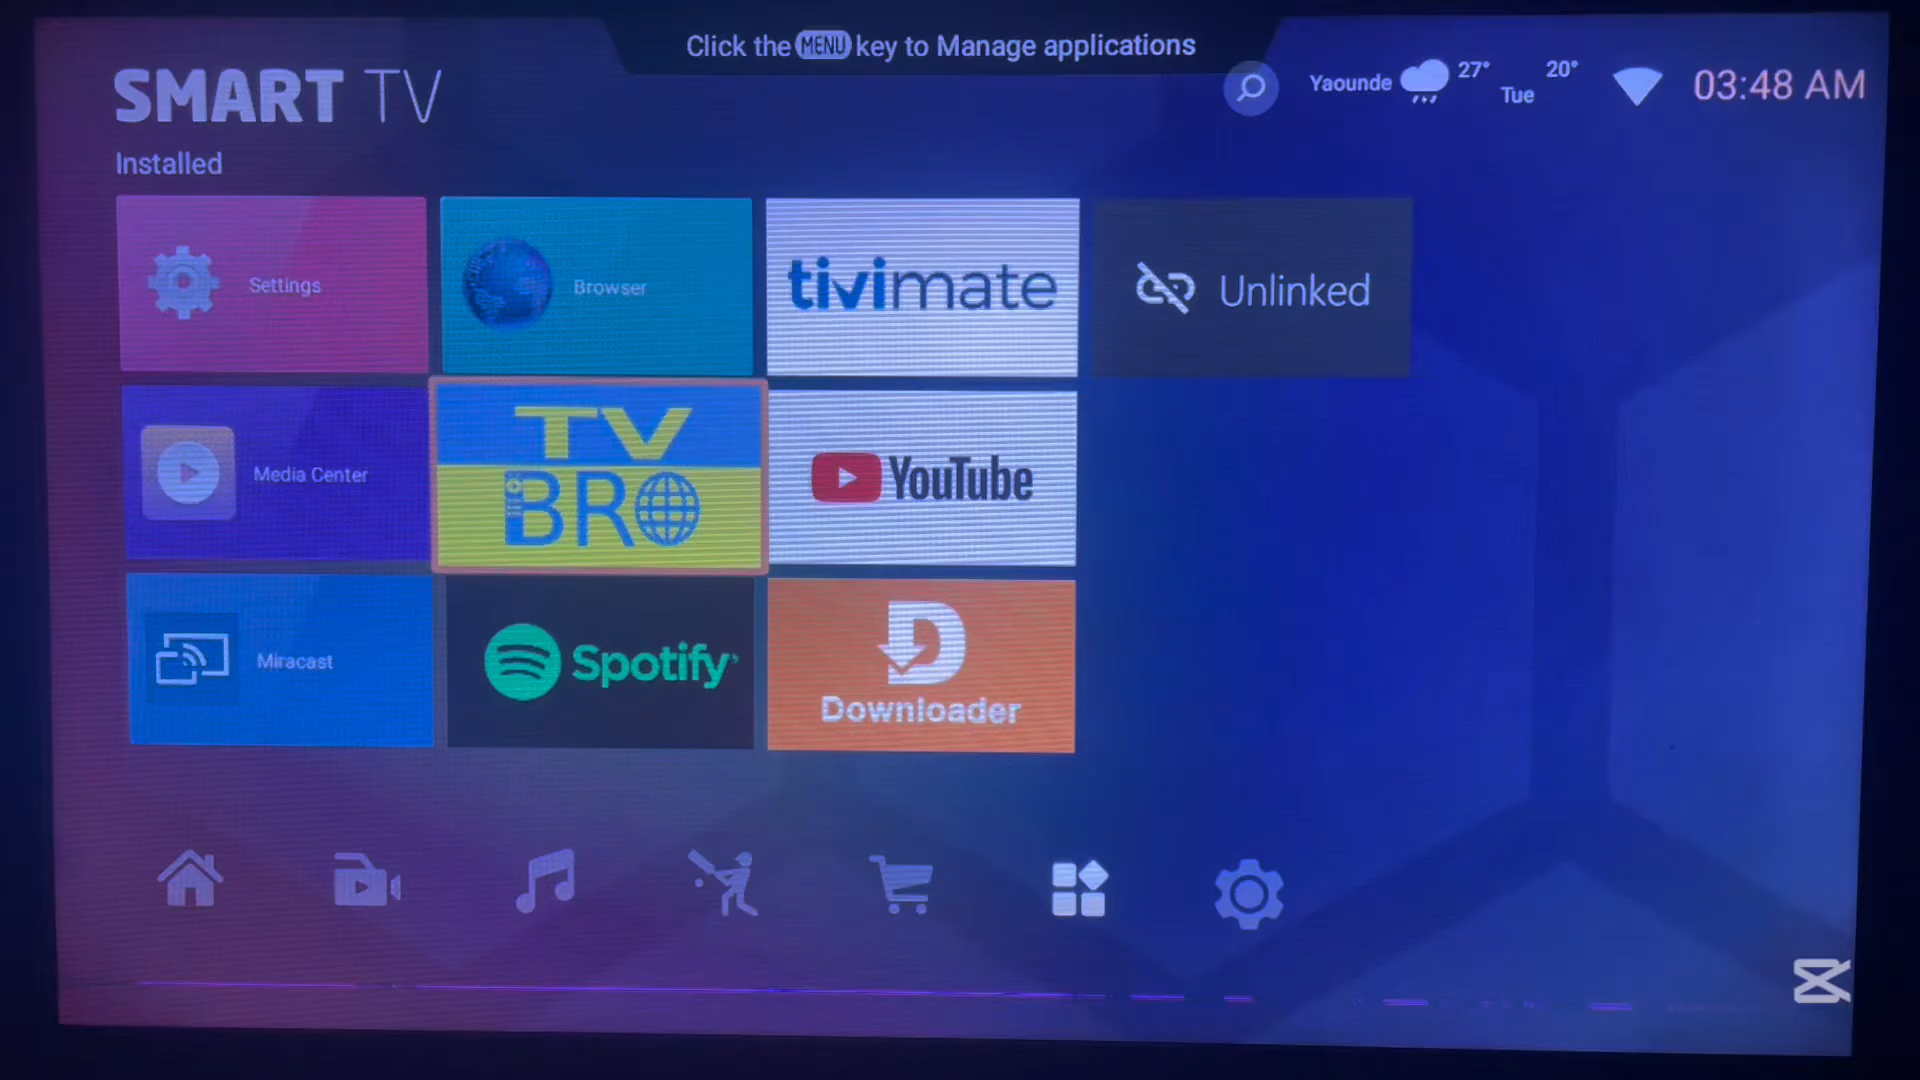 Click the MENU key to Manage applications
SMART TV
Yaounde 27° Tue 20° 03:48 AM
Installed
Settings
Browser
tivimate
Unlinked
Media Center
TV
BRO
YouTube
Miracast
Spotify
Downloader